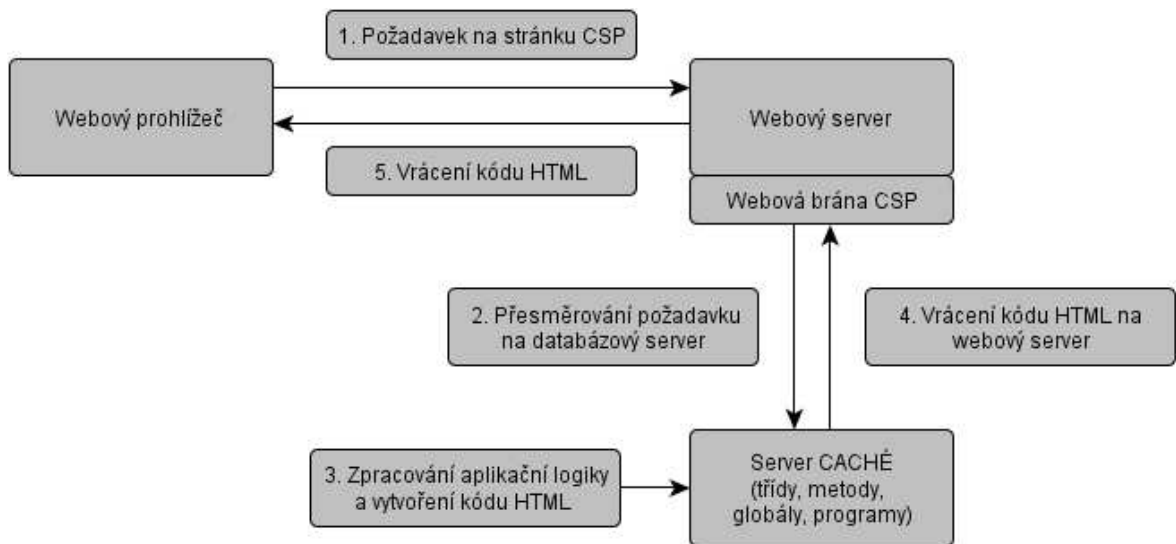 1. Požadavek na stránku CSP
Webový prohlížeč
Webový server
5. Vrácení kódu HTML
Webová brána CSP
2. Přesměrování požadavku
na databázový server
4. Vrácení kódu HTML na
webový server
3. Zpracování aplikační logiky
a vytvoření kódu HTML
Server CACHÉ
(třídy, metody,
globály, programy)